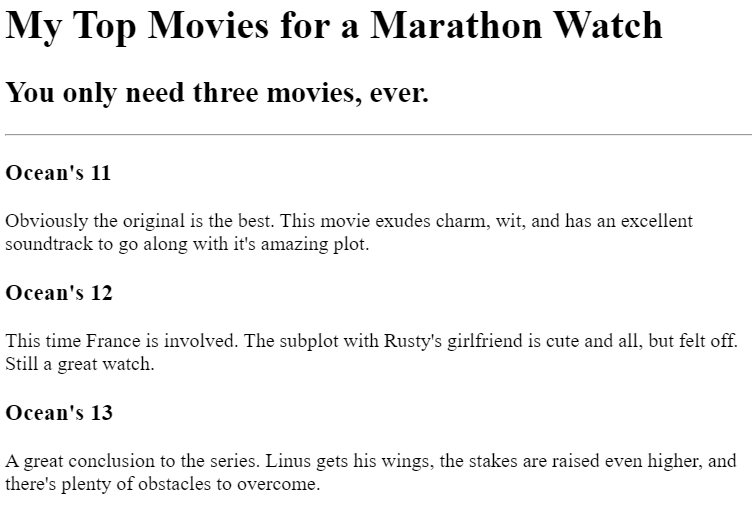 My Top Movies for a Marathon Watch
You only need three movies, ever.
Ocean's 11
Obviously the original is the best. This movie exudes charm, wit, and has an excellent
soundtrack to go along with it's amazing plot.
Ocean's 12
This time France is involved. The subplot with Rusty's girlfriend is cute and all, but felt off.
Still a great watch.
Ocean's 13
A great conclusion to the series. Linus gets his wings, the stakes are raised even higher, and
there's plenty of obstacles to overcome.